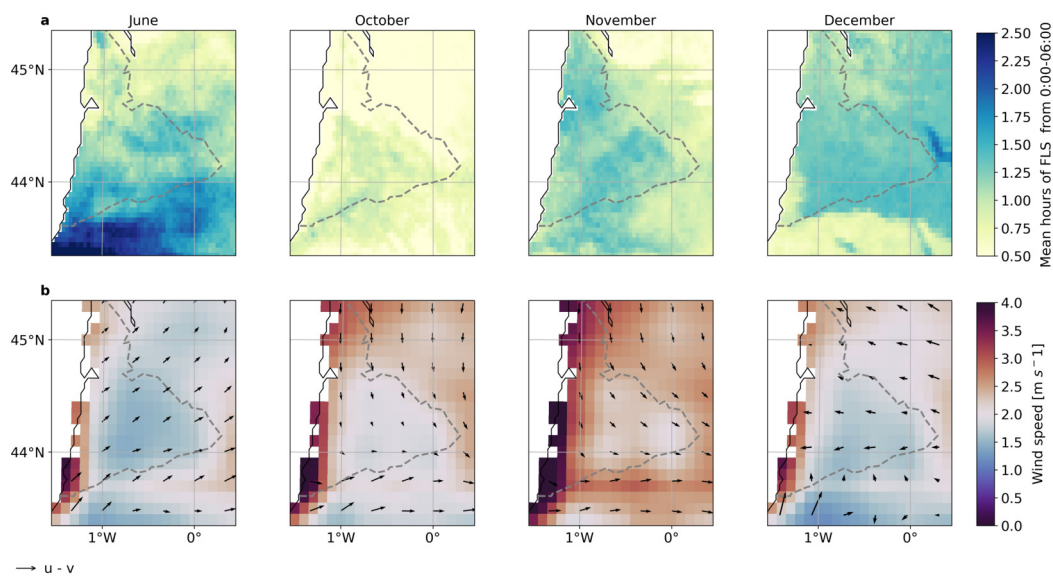 a
June
October
November
December
45°N
44°N
2.50
2.25
2.00
1.75
1.50
1.25
1.00
0.75
0.50
Mean hours of FLS from 0:00-06:00
b
45°N
44°N
1°W
0°
1°W
0°
1°W
0°
1°W
0°
4.0
3.5
3.0
2.5
2.0
1.5
1.0
0.5
0.0
Wind speed [m s⁻¹]
u - v